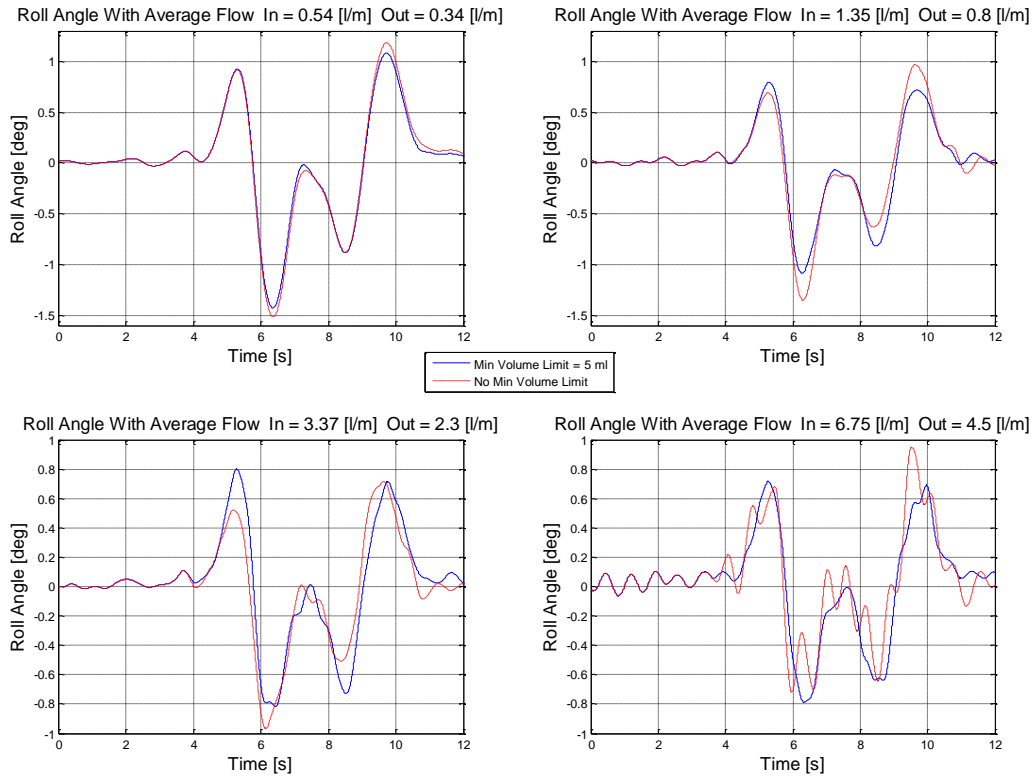 Roll Angle With Average Flow In = 0.54 [l/m] Out = 0.34 [l/m]
1
0.5
0
-0.5
-1
-1.5
Roll Angle [deg]
0 2 4 6 8 10 12
Time [s]
Roll Angle With Average Flow In = 1.35 [l/m] Out = 0.8 [l/m]
1
0.5
0
-0.5
-1
-1.5
Roll Angle [deg]
0 2 4 6 8 10 12
Time [s]
Min Volume Limit = 5 ml
No Min Volume Limit
Roll Angle With Average Flow In = 3.37 [l/m] Out = 2.3 [l/m]
1
0.8
0.6
0.4
0.2
0
-0.2
-0.4
-0.6
-0.8
-1
Roll Angle [deg]
0 2 4 6 8 10 12
Time [s]
Roll Angle With Average Flow In = 6.75 [l/m] Out = 4.5 [l/m]
1
0.8
0.6
0.4
0.2
0
-0.2
-0.4
-0.6
-0.8
-1
Roll Angle [deg]
0 2 4 6 8 10 12
Time [s]